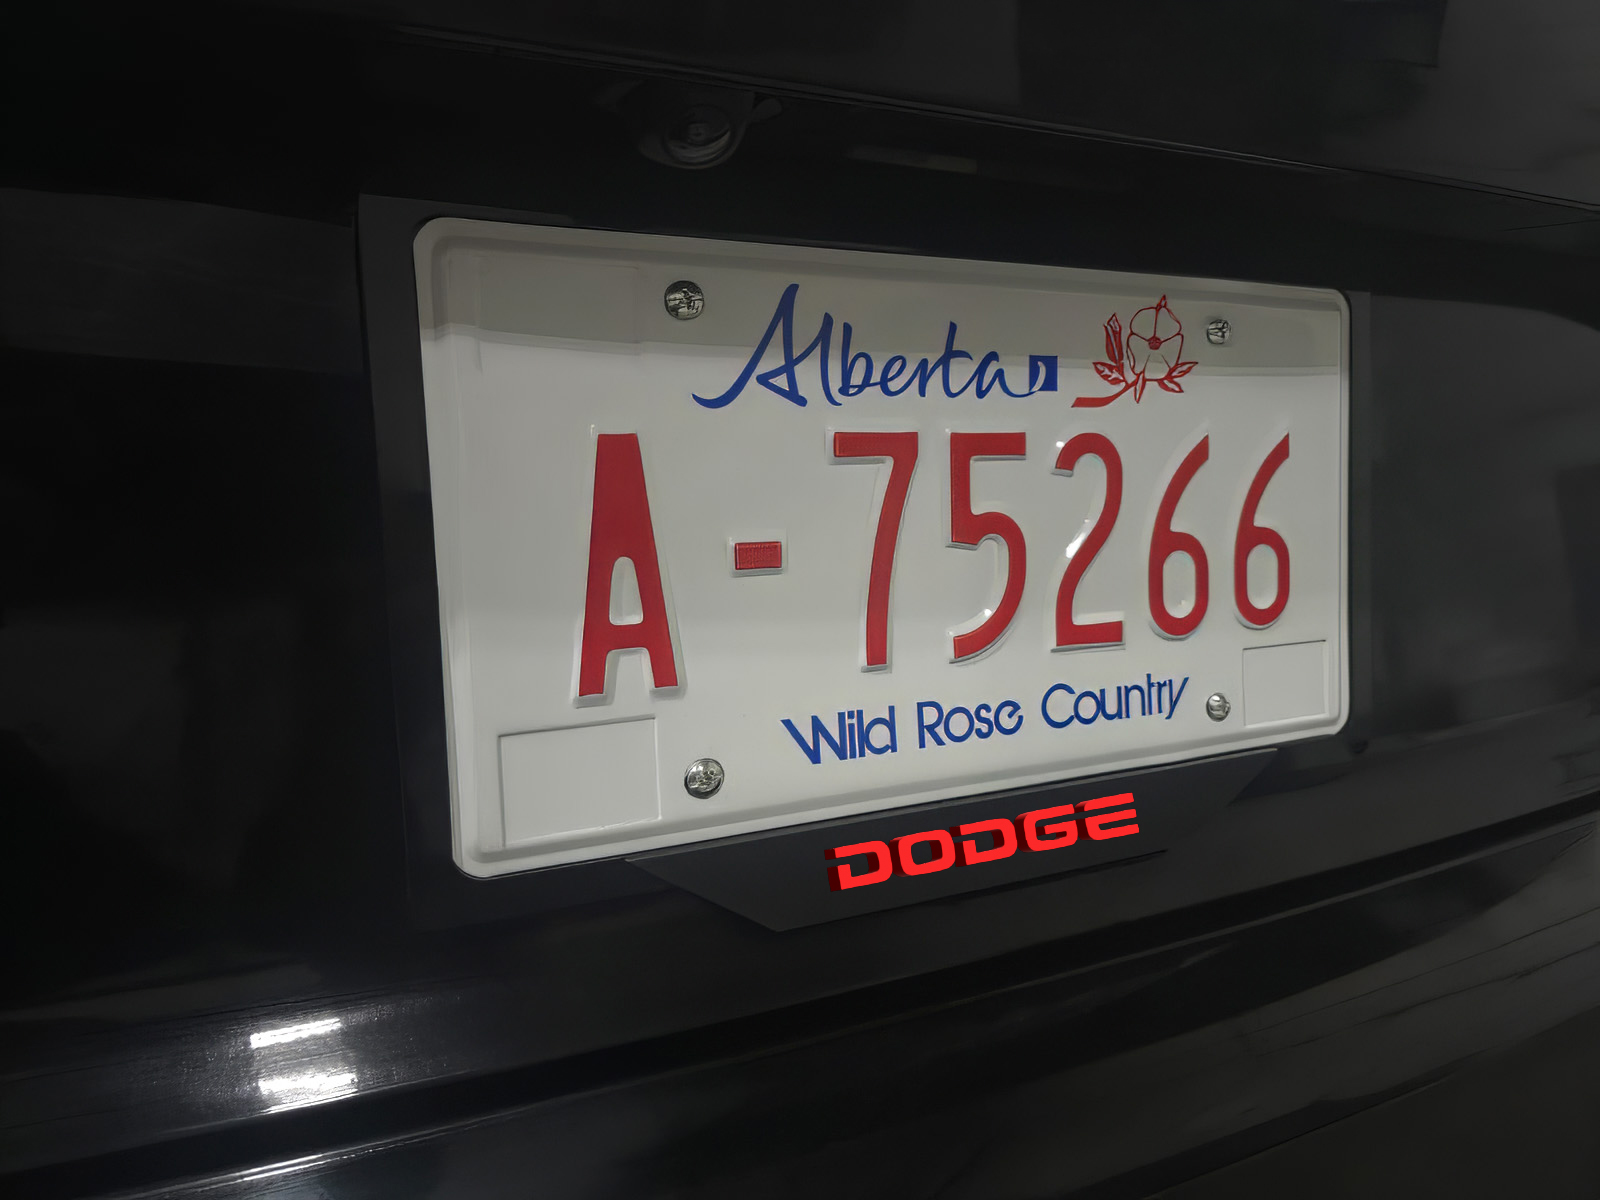 Alberta
A-75266
Wild Rose Country
DODGE